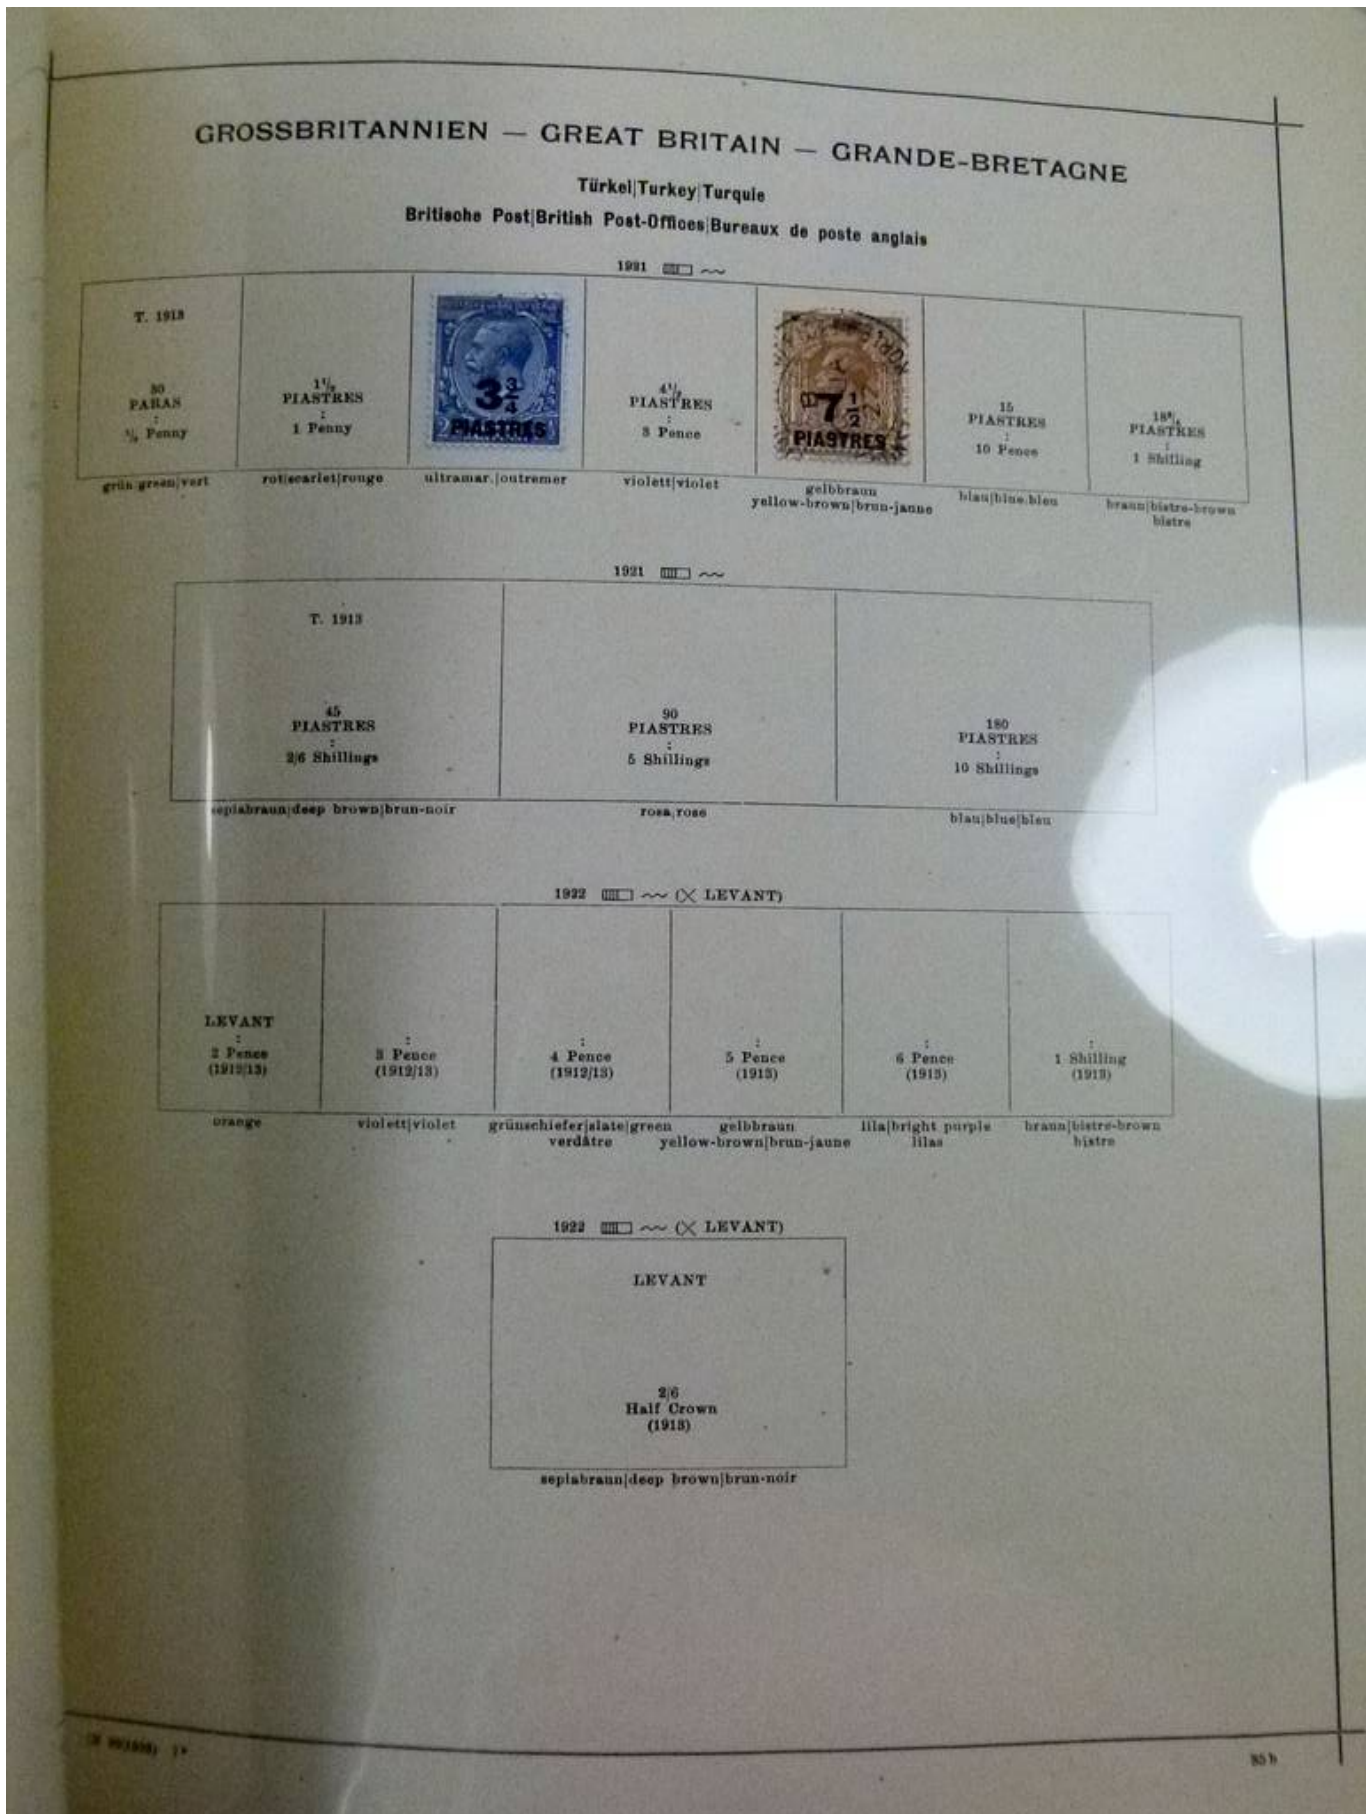 GROSSBRITANNIEN — GREAT BRITAIN — GRANDE-BRETAGNE
Türkei|Turkey|Turquie
Britische Post|British Post-Offices|Bureaux de poste anglais
1921
T. 1913
30
PARAS
:
½ Penny
grün|green|vert
1½
PIASTRES
:
1 Penny
rot|scarlet|rouge
3 3/4
PIASTRES
ultramar.|outremer
4½
PIASTRES
:
3 Pence
violett|violet
7 1/2
PIASTRES
gelbbraun
yellow-brown|brun-jaune
15
PIASTRES
:
10 Pence
blau|blue|bleu
18¾
PIASTRES
:
1 Shilling
braun|bistre-brown
bistre
1921
T. 1913
45
PIASTRES
:
2/6 Shillings
sepiabraun|deep brown|brun-noir
90
PIASTRES
:
5 Shillings
rosa|rose
180
PIASTRES
:
10 Shillings
blau|blue|bleu
1922 (X LEVANT)
LEVANT
:
2 Pence
(1912/13)
orange
:
3 Pence
(1912/13)
violett|violet
:
4 Pence
(1912/13)
grünschiefer|slate|green
verdâtre
:
5 Pence
(1913)
gelbbraun
yellow-brown|brun-jaune
:
6 Pence
(1913)
lila|bright purple
lilas
:
1 Shilling
(1913)
braun|bistre-brown
bistre
1922 (X LEVANT)
LEVANT
2/6
Half Crown
(1913)
sepiabraun|deep brown|brun-noir
85 b